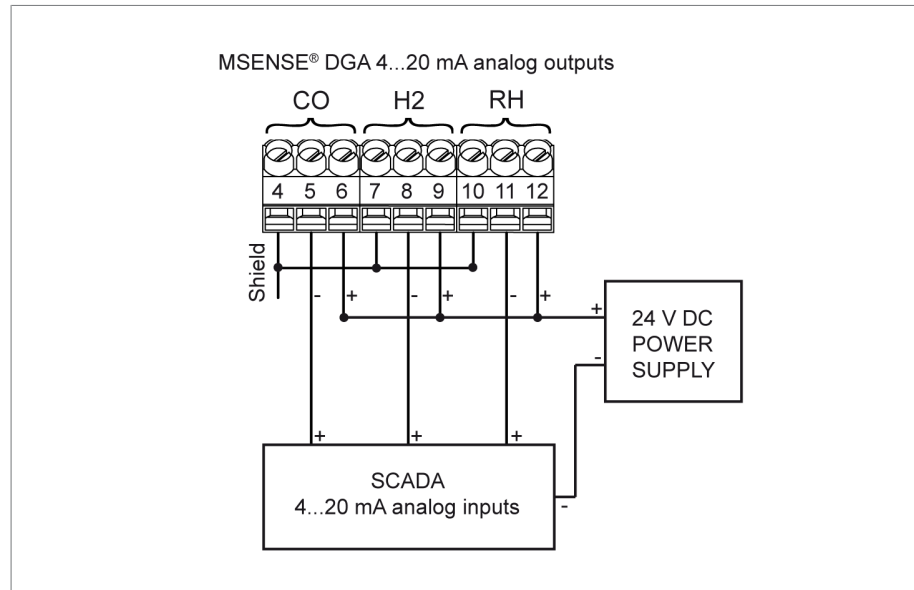 MSENSE® DGA 4...20 mA analog outputs
CO H2 RH
4 5 6 7 8 9 10 11 12
Shield
- + - + - +
+
24 V DC
POWER
SUPPLY
-
+ + +
SCADA
4...20 mA analog inputs
-